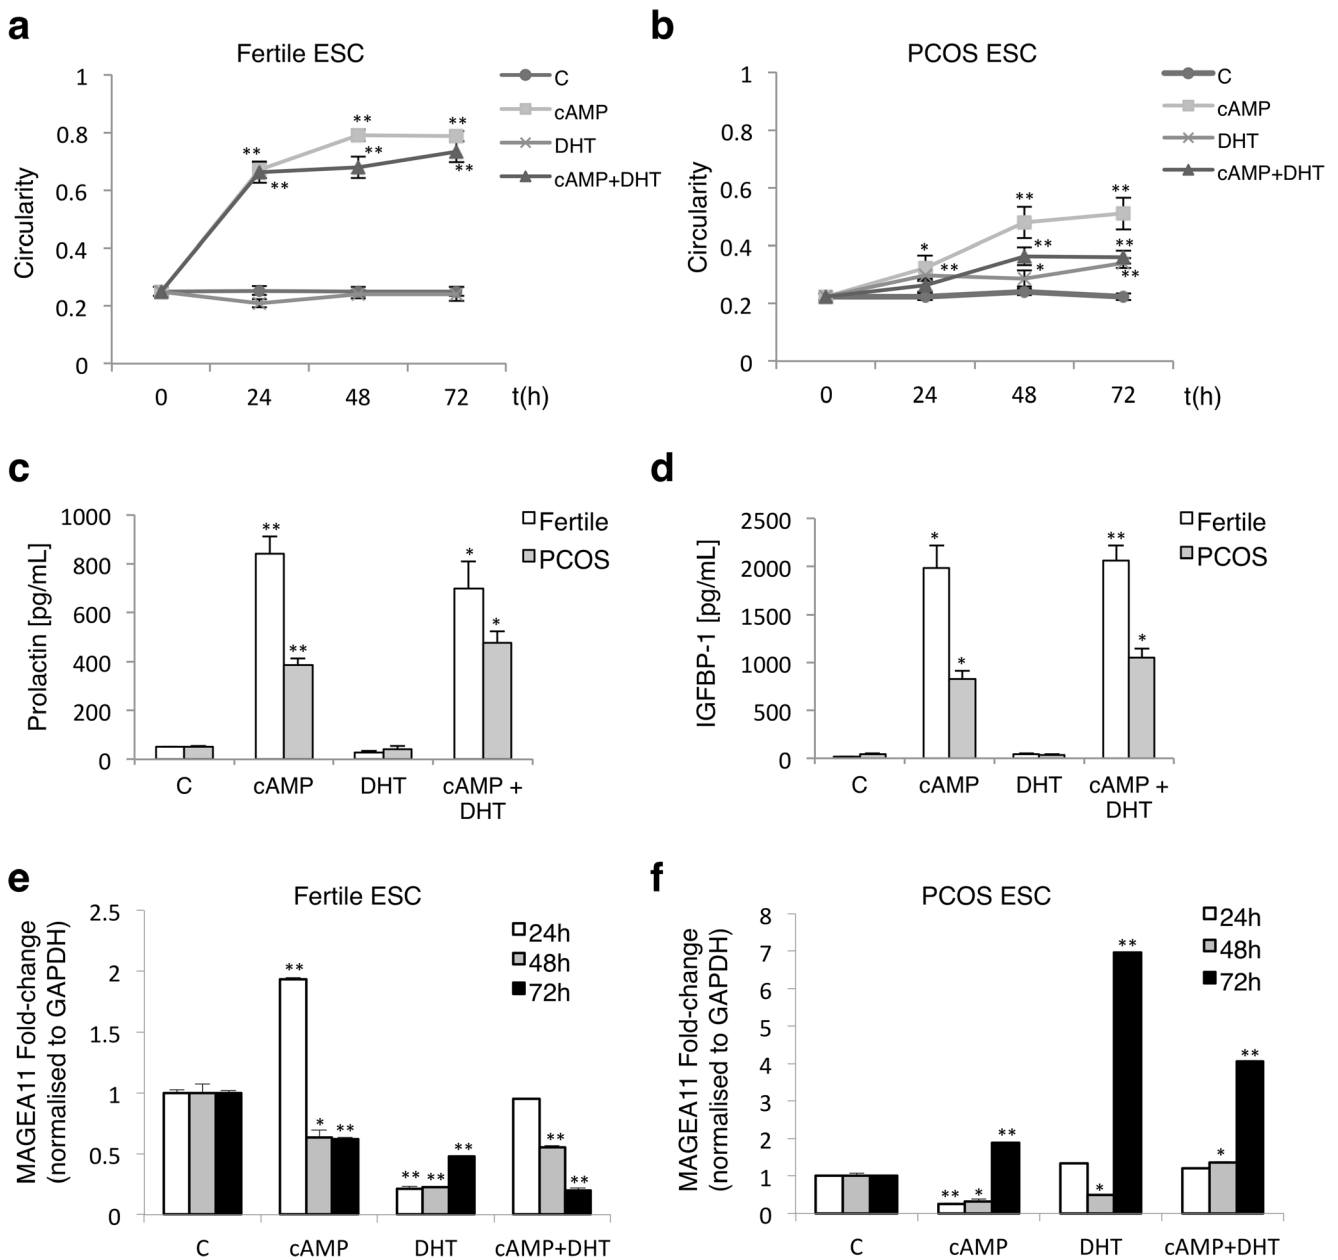 a
Fertile ESC
Circularity
1
0.8
0.6
0.4
0.2
0
** ** **
** ** **
0 24 48 72 t(h)
C
cAMP
DHT
cAMP+DHT
b
PCOS ESC
Circularity
1
0.8
0.6
0.4
0.2
0
* ** **
** ** **
* **
0 24 48 72 t(h)
C
cAMP
DHT
cAMP+DHT
c
Prolactin [pg/mL]
1000
800
600
400
200
0
** ** * *
C cAMP DHT cAMP +
DHT
Fertile
PCOS
d
IGFBP-1 [pg/mL]
2500
2000
1500
1000
500
0
* * ** *
C cAMP DHT cAMP +
DHT
Fertile
PCOS
e
Fertile ESC
MAGEA11 Fold-change
(normalised to GAPDH)
2.5
2
1.5
1
0.5
0
** * ** ** ** ** ** **
C cAMP DHT cAMP+DHT
24h
48h
72h
f
PCOS ESC
MAGEA11 Fold-change
(normalised to GAPDH)
8
7
6
5
4
3
2
1
0
** * ** * ** * **
C cAMP DHT cAMP+DHT
24h
48h
72h